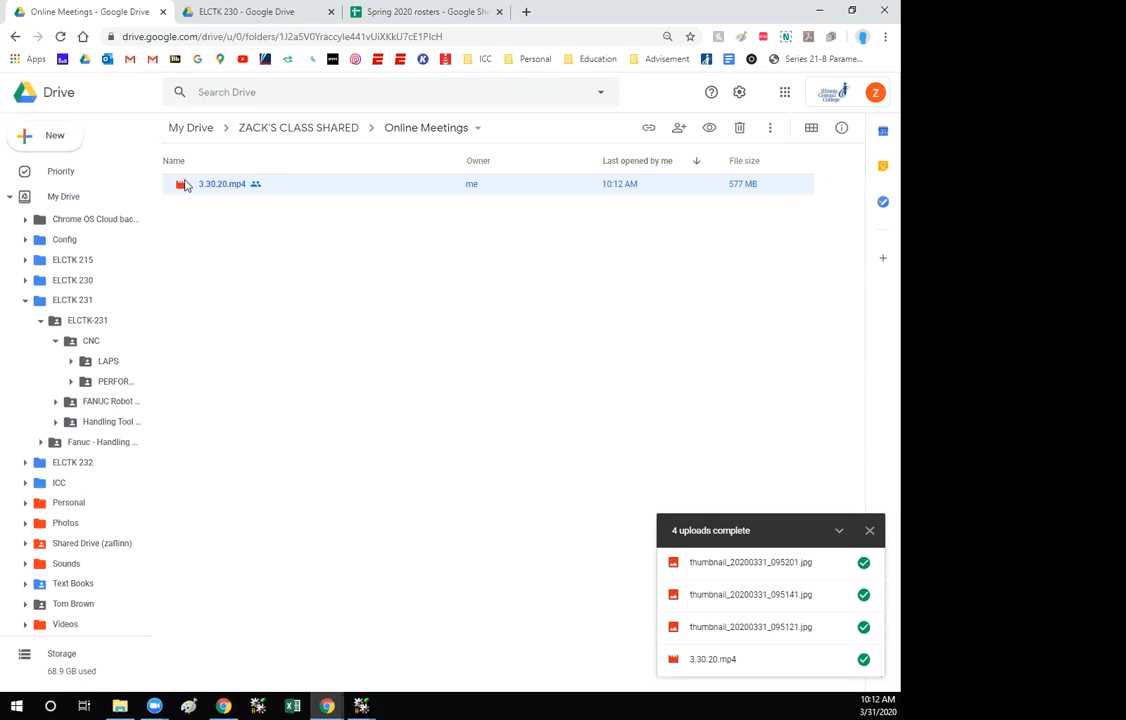 Online Meetings - Google Drive
ELCTK 230 - Google Drive
Spring 2020 rosters - Google She
drive.google.com/drive/u/0/folders/1J2a5V0Yraccyle441vUiXKkU7cE1PIcH
Apps
ICC
Personal
Education
Advisement
Series 21-B Parame...
Drive
Search Drive
New
My Drive
ZACK'S CLASS SHARED
Online Meetings
Name
Owner
Last opened by me
File size
3.30.20.mp4
me
10:12 AM
577 MB
Priority
My Drive
Chrome OS Cloud bac...
Config
ELCTK 215
ELCTK 230
ELCTK 231
ELCTK-231
CNC
LAPS
PERFOR...
FANUC Robot ...
Handling Tool ...
Fanuc - Handling ...
ELCTK 232
ICC
Personal
Photos
Shared Drive (zaflinn)
Sounds
Text Books
Tom Brown
Videos
Storage
68.9 GB used
4 uploads complete
thumbnail_20200331_095201.jpg
thumbnail_20200331_095141.jpg
thumbnail_20200331_095121.jpg
3.30.20.mp4
10:12 AM
3/31/2020